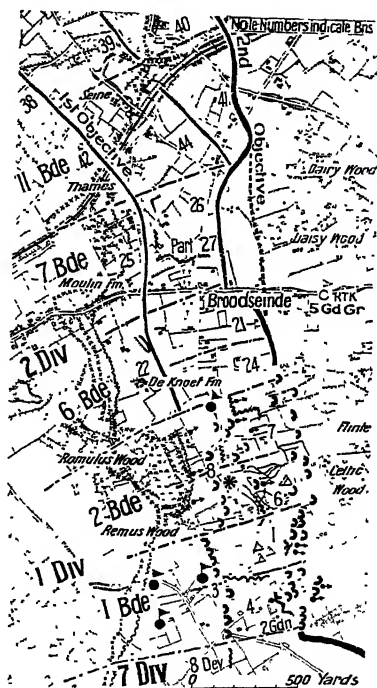 Note Numbers indicate Bns
40
39
38
2nd
Objective
Seine
1st Objective
41
44
42
11 Bde
Thames
Dairy Wood
26
Daisy Wood
Part 27
25
7 Bde
Moulin Fm
Broodseinde
C RTK
5 Gd Gr
21
2 Div
22
24
De Knoet Fm
6 Bde
7
Flinte
Romulus Wood
8
Celtic
Wood
6
2 Bde
Remus Wood
1 Div
1
1 Bde
3
4
2 Gdn
7 Div
8 Dev
0 500 Yards